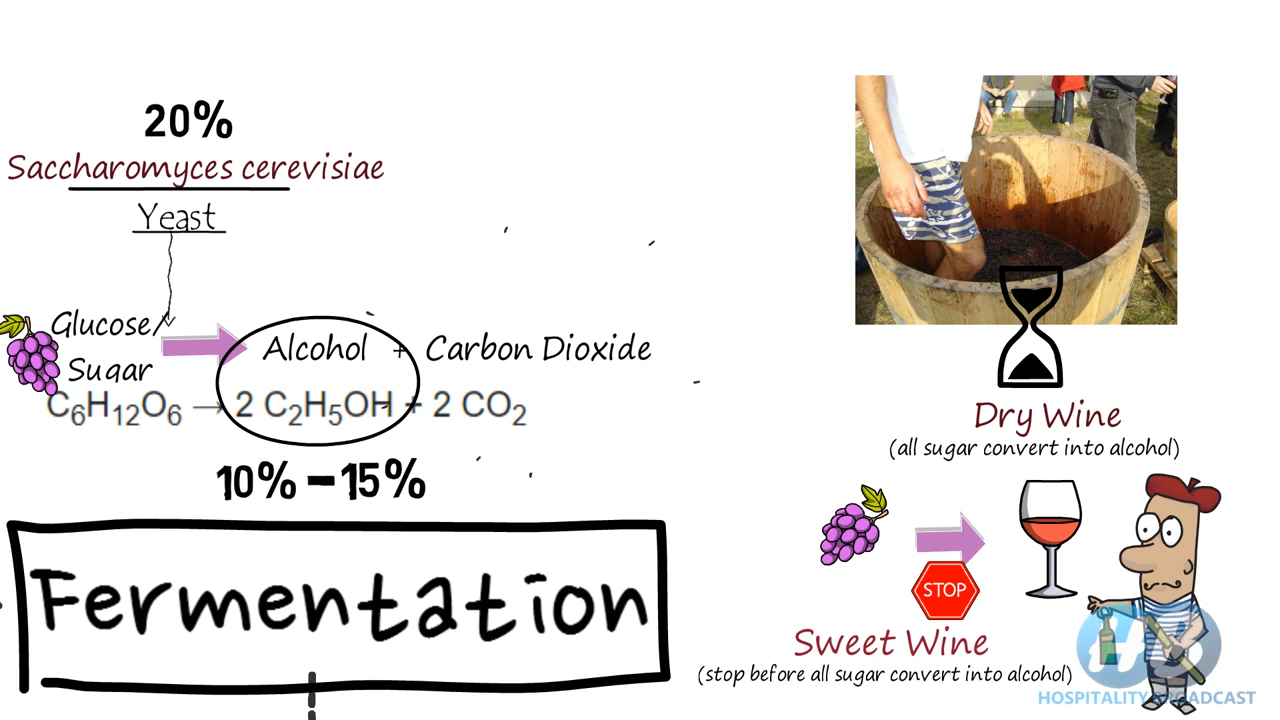 20%
Saccharomyces cerevisiae
Yeast
Glucose/
Sugar
Alcohol + Carbon Dioxide
C6H12O6 → 2 C2H5OH + 2 CO2
10% – 15%
Fermentation
Dry Wine
(all sugar convert into alcohol)
STOP
Sweet Wine
(stop before all sugar convert into alcohol)
HOSPITALITY BROADCAST